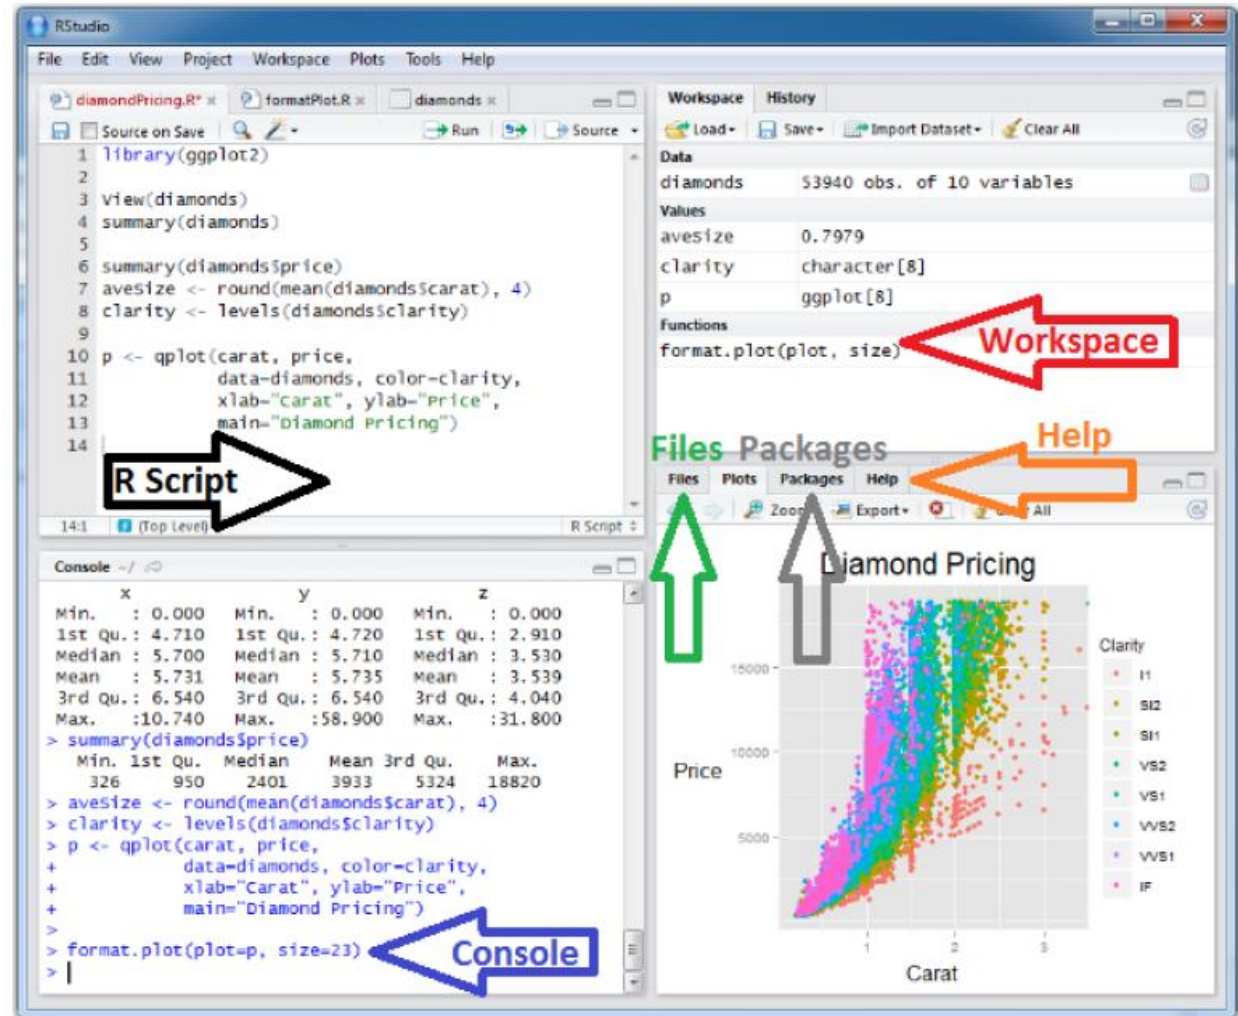 RStudio
File Edit View Project Workspace Plots Tools Help
diamondPricing.R* × formatPlot.R × diamonds ×
Source on Save Run Source
1 library(ggplot2)
2
3 View(diamonds)
4 summary(diamonds)
5
6 summary(diamonds$price)
7 aveSize <- round(mean(diamonds$carat), 4)
8 clarity <- levels(diamonds$clarity)
9
10 p <- qplot(carat, price,
11 data=diamonds, color=clarity,
12 xlab="Carat", ylab="Price",
13 main="Diamond Pricing")
14
R Script
14:1 (Top Level) R Script
Console ~/
x y z
Min. : 0.000 Min. : 0.000 Min. : 0.000
1st Qu.: 4.710 1st Qu.: 4.720 1st Qu.: 2.910
Median : 5.700 Median : 5.710 Median : 3.530
Mean : 5.731 Mean : 5.735 Mean : 3.539
3rd Qu.: 6.540 3rd Qu.: 6.540 3rd Qu.: 4.040
Max. :10.740 Max. :58.900 Max. :31.800
> summary(diamonds$price)
Min. 1st Qu. Median Mean 3rd Qu. Max.
326 950 2401 3933 5324 18820
> aveSize <- round(mean(diamonds$carat), 4)
> clarity <- levels(diamonds$clarity)
> p <- qplot(carat, price,
+ data=diamonds, color=clarity,
+ xlab="Carat", ylab="Price",
+ main="Diamond Pricing")
>
> format.plot(plot=p, size=23)
>
Console
Workspace History
Load Save Import Dataset Clear All
Data
diamonds 53940 obs. of 10 variables
Values
aveSize 0.7979
clarity character[8]
p ggplot[8]
Functions
format.plot(plot, size)
Workspace
Files Packages Help
Files Plots Packages Help
Zoom Export Clear All
Diamond Pricing
Price
15000
10000
5000
1 2 3
Carat
Clarity
I1
SI2
SI1
VS2
VS1
VVS2
VVS1
IF